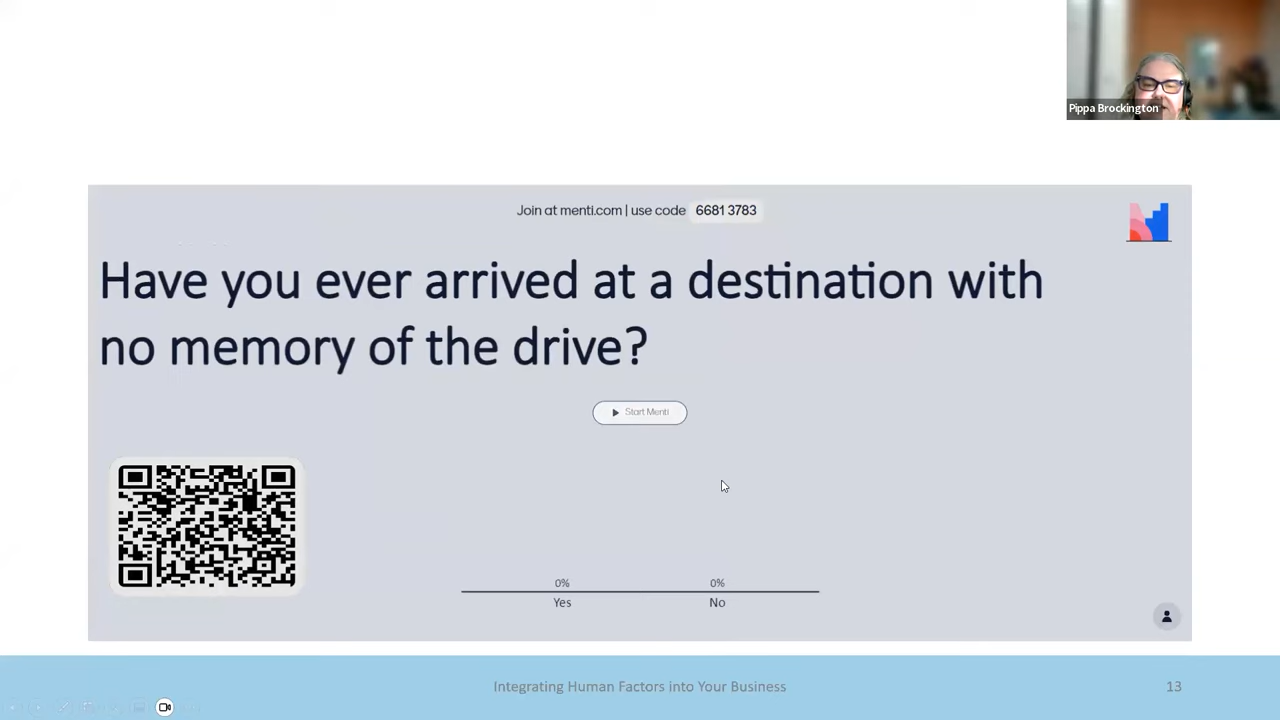 Pippa Brockington
Join at menti.com | use code 6681 3783
Have you ever arrived at a destination with
no memory of the drive?
Start Menti
0% 0%
Yes No
Integrating Human Factors into Your Business 13